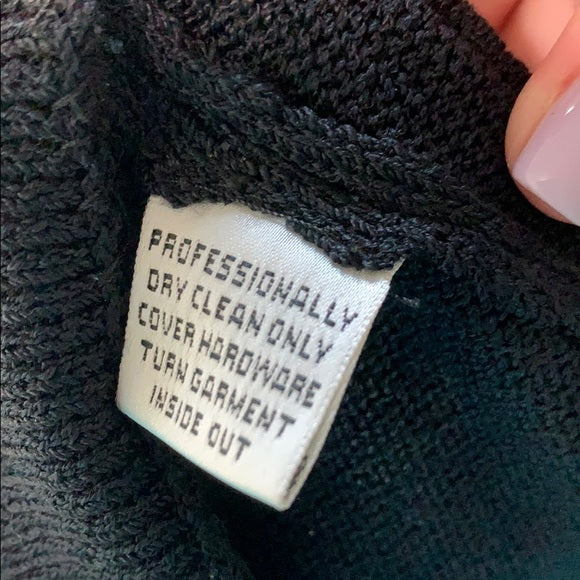 PROFESSIONALLY
DRY CLEAN ONLY
COVER HARDWARE
TURN GARMENT
INSIDE OUT